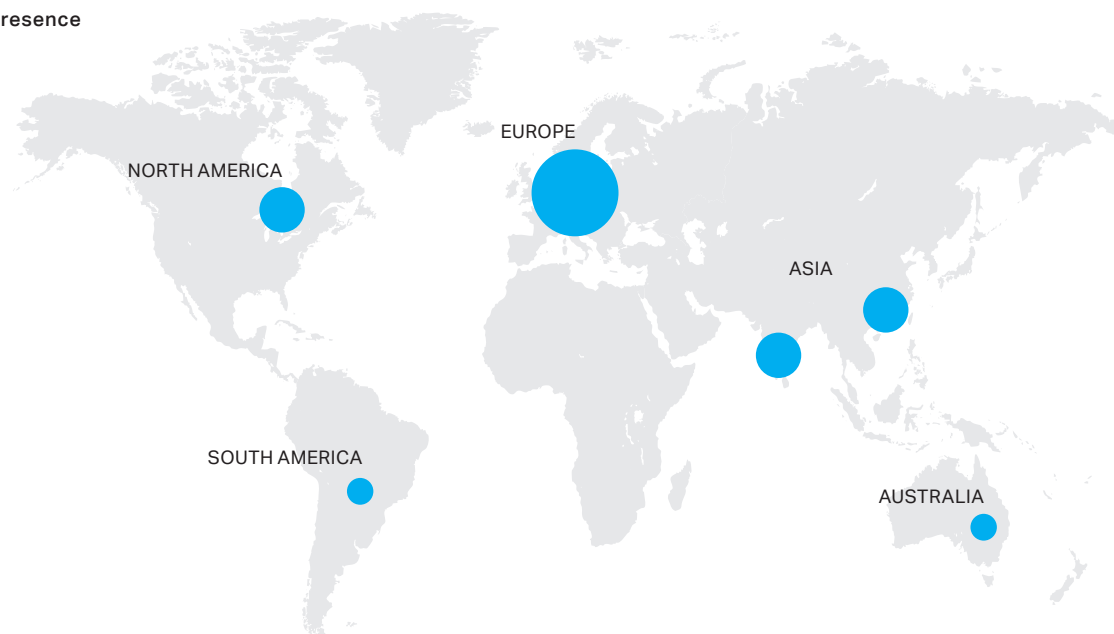 resence
EUROPE
NORTH AMERICA
ASIA
SOUTH AMERICA
AUSTRALIA